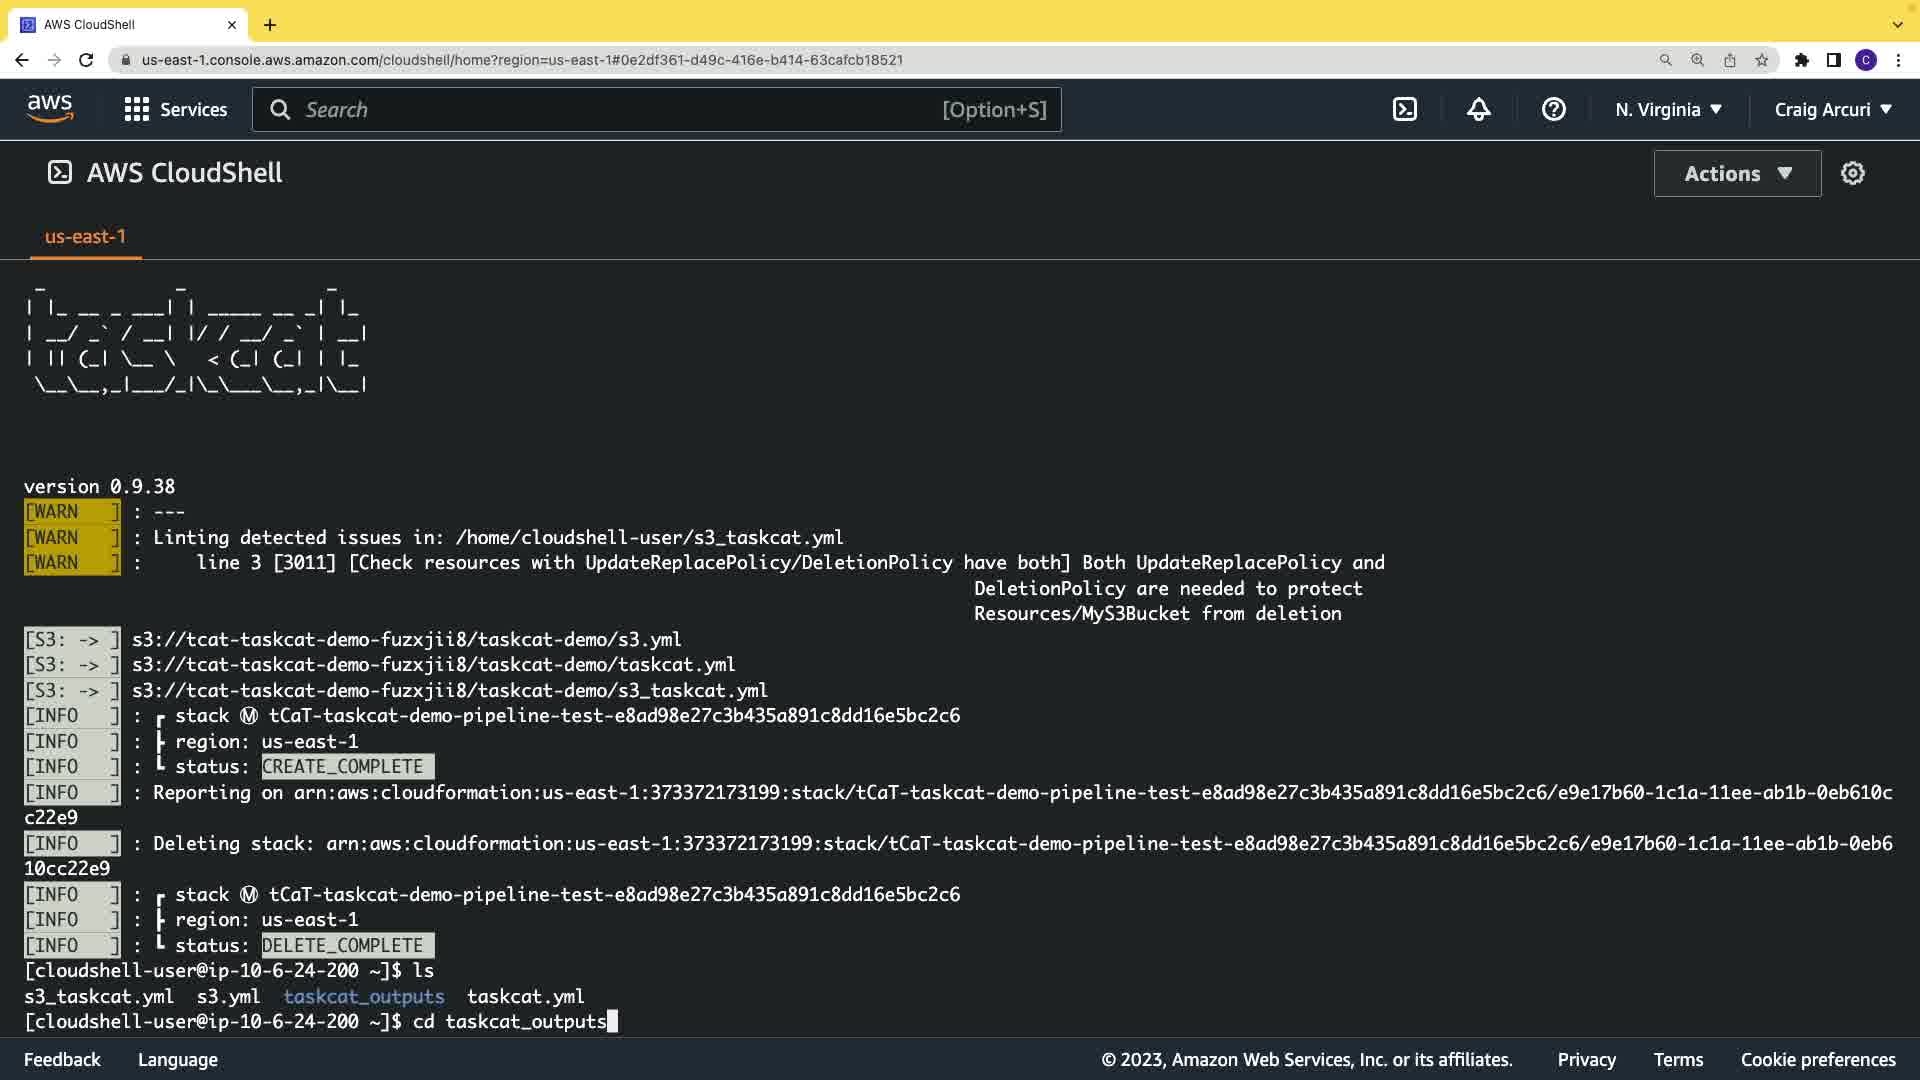 AWS CloudShell
us-east-1.console.aws.amazon.com/cloudshell/home?region=us-east-1#0e2df361-d49c-416e-b414-63cafcb18521
C
aws
Services
Search
[Option+S]
N. Virginia
Craig Arcuri
AWS CloudShell
Actions
us-east-1
 _            _             _
| |_ __ _ ___| | _____ __ _| |_
| __/ _` / __| |/ / __/ _` | __|
| || (_| \__ \   < (_| (_| | |_
 \__\__,_|___/_|\_\___\__,_|\__|
version 0.9.38
[WARN   ] : ---
[WARN   ] : Linting detected issues in: /home/cloudshell-user/s3_taskcat.yml
[WARN   ] :     line 3 [3011] [Check resources with UpdateReplacePolicy/DeletionPolicy have both] Both UpdateReplacePolicy and
DeletionPolicy are needed to protect
Resources/MyS3Bucket from deletion
[S3: -> ] s3://tcat-taskcat-demo-fuzxjii8/taskcat-demo/s3.yml
[S3: -> ] s3://tcat-taskcat-demo-fuzxjii8/taskcat-demo/taskcat.yml
[S3: -> ] s3://tcat-taskcat-demo-fuzxjii8/taskcat-demo/s3_taskcat.yml
[INFO   ] : ┏ stack Ⓜ tCaT-taskcat-demo-pipeline-test-e8ad98e27c3b435a891c8dd16e5bc2c6
[INFO   ] : ┣ region: us-east-1
[INFO   ] : ┗ status: CREATE_COMPLETE
[INFO   ] : Reporting on arn:aws:cloudformation:us-east-1:373372173199:stack/tCaT-taskcat-demo-pipeline-test-e8ad98e27c3b435a891c8dd16e5bc2c6/e9e17b60-1c1a-11ee-ab1b-0eb610c
c22e9
[INFO   ] : Deleting stack: arn:aws:cloudformation:us-east-1:373372173199:stack/tCaT-taskcat-demo-pipeline-test-e8ad98e27c3b435a891c8dd16e5bc2c6/e9e17b60-1c1a-11ee-ab1b-0eb6
10cc22e9
[INFO   ] : ┏ stack Ⓜ tCaT-taskcat-demo-pipeline-test-e8ad98e27c3b435a891c8dd16e5bc2c6
[INFO   ] : ┣ region: us-east-1
[INFO   ] : ┗ status: DELETE_COMPLETE
[cloudshell-user@ip-10-6-24-200 ~]$ ls
s3_taskcat.yml  s3.yml  taskcat_outputs  taskcat.yml
[cloudshell-user@ip-10-6-24-200 ~]$ cd taskcat_outputs
Feedback
Language
© 2023, Amazon Web Services, Inc. or its affiliates.
Privacy
Terms
Cookie preferences